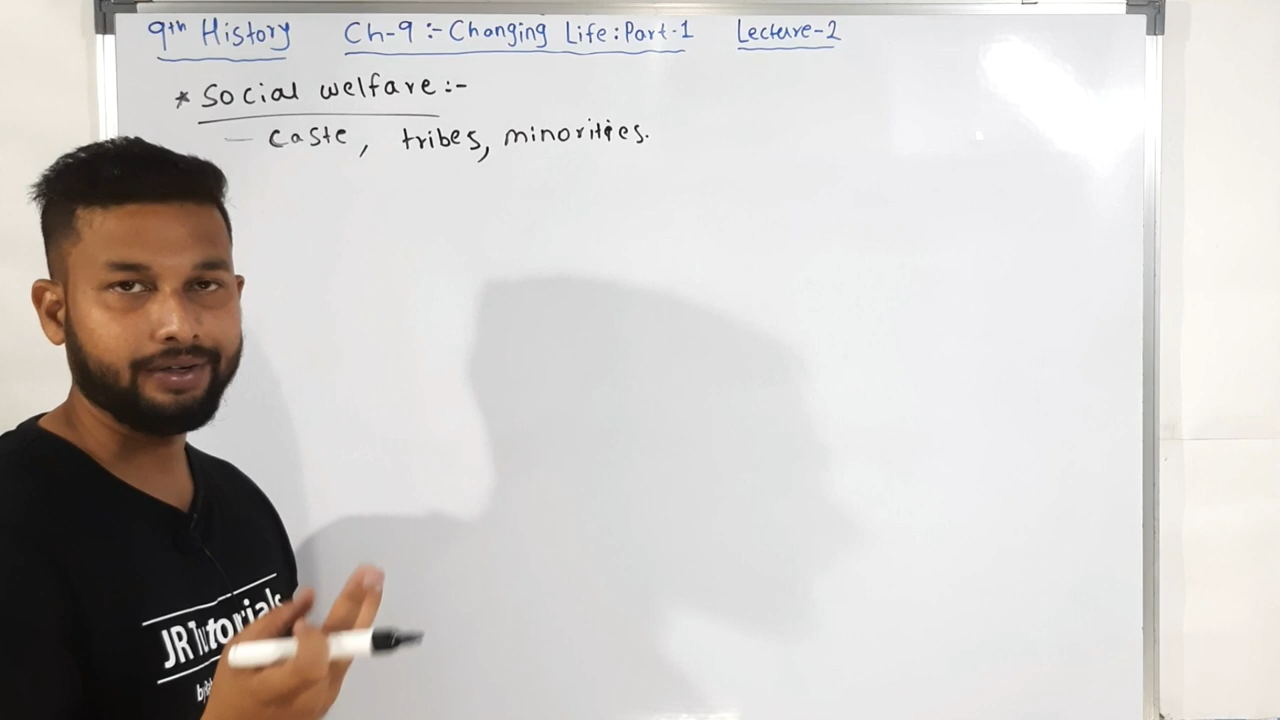 9th History Ch-9 :- Changing Life : Part-1 Lecture-2
* Social welfare :-
- caste, tribes, minorities.
JR Tutorials